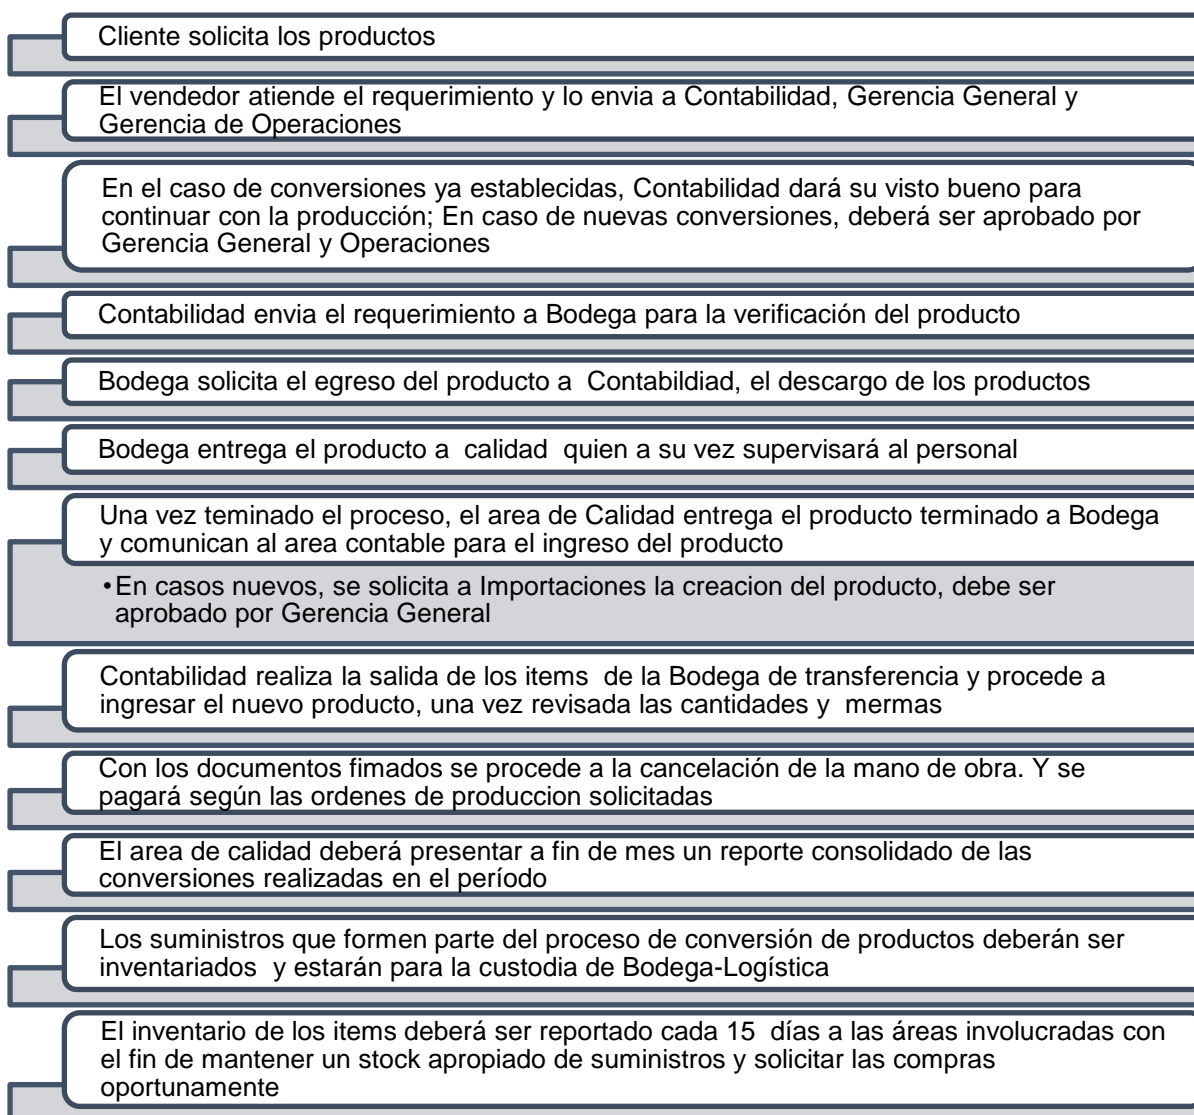 Cliente solicita los productos
El vendedor atiende el requerimiento y lo envia a Contabilidad, Gerencia General y
Gerencia de Operaciones
En el caso de conversiones ya establecidas, Contabilidad dará su visto bueno para
continuar con la producción; En caso de nuevas conversiones, deberá ser aprobado por
Gerencia General y Operaciones
Contabilidad envia el requerimiento a Bodega para la verificación del producto
Bodega solicita el egreso del producto a Contabildiad, el descargo de los productos
Bodega entrega el producto a calidad quien a su vez supervisará al personal
Una vez teminado el proceso, el area de Calidad entrega el producto terminado a Bodega
y comunican al area contable para el ingreso del producto
•En casos nuevos, se solicita a Importaciones la creacion del producto, debe ser
aprobado por Gerencia General
Contabilidad realiza la salida de los items de la Bodega de transferencia y procede a
ingresar el nuevo producto, una vez revisada las cantidades y mermas
Con los documentos fimados se procede a la cancelación de la mano de obra. Y se
pagará según las ordenes de produccion solicitadas
El area de calidad deberá presentar a fin de mes un reporte consolidado de las
conversiones realizadas en el período
Los suministros que formen parte del proceso de conversión de productos deberán ser
inventariados y estarán para la custodia de Bodega-Logística
El inventario de los items deberá ser reportado cada 15 días a las áreas involucradas con
el fin de mantener un stock apropiado de suministros y solicitar las compras
oportunamente